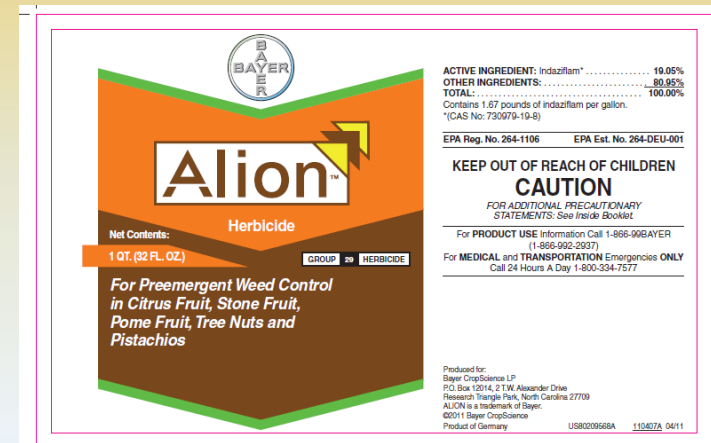 BAYER
BAYER
Alion™
Herbicide
Net Contents:
1 QT. (32 FL. OZ.)
GROUP 29 HERBICIDE
For Preemergent Weed Control
in Citrus Fruit, Stone Fruit,
Pome Fruit, Tree Nuts and
Pistachios
ACTIVE INGREDIENT: Indaziflam* . . . . . . . . . . . . . . . 19.05%
OTHER INGREDIENTS: . . . . . . . . . . . . . . . . . . . . . . . . 80.95%
TOTAL: . . . . . . . . . . . . . . . . . . . . . . . . . . . . . . . . . . . . . . 100.00%
Contains 1.67 pounds of indaziflam per gallon.
*(CAS No: 730979-19-8)
EPA Reg. No. 264-1106 EPA Est. No. 264-DEU-001
KEEP OUT OF REACH OF CHILDREN
CAUTION
FOR ADDITIONAL PRECAUTIONARY
STATEMENTS: See Inside Booklet.
For PRODUCT USE Information Call 1-866-99BAYER
(1-866-992-2937)
For MEDICAL and TRANSPORTATION Emergencies ONLY
Call 24 Hours A Day 1-800-334-7577
Produced for:
Bayer CropScience LP
P.O. Box 12014, 2 T.W. Alexander Drive
Research Triangle Park, North Carolina 27709
ALION is a trademark of Bayer.
©2011 Bayer CropScience
Product of Germany US80209568A 110407A 04/11